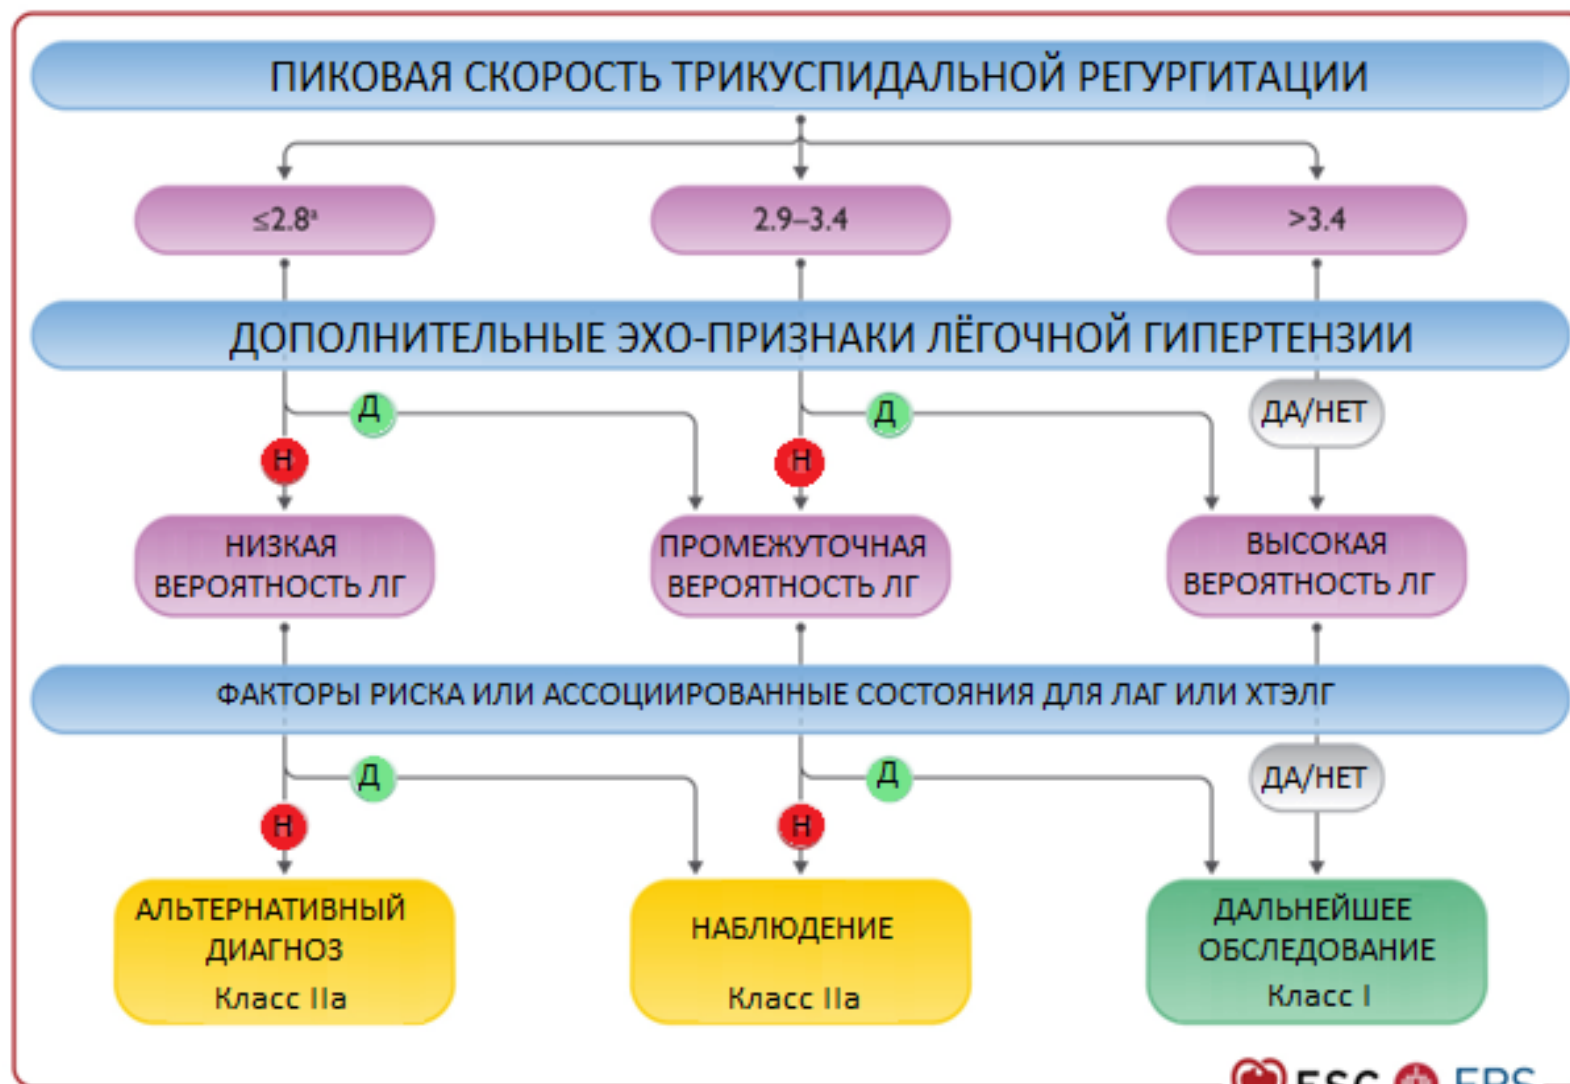 ПИКОВАЯ СКОРОСТЬ ТРИКУСПИДАЛЬНОЙ РЕГУРГИТАЦИИ
≤2.8ª
2.9–3.4
>3.4
ДОПОЛНИТЕЛЬНЫЕ ЭХО-ПРИЗНАКИ ЛЁГОЧНОЙ ГИПЕРТЕНЗИИ
Д
Д
ДА/НЕТ
Н
Н
НИЗКАЯ
ВЕРОЯТНОСТЬ ЛГ
ПРОМЕЖУТОЧНАЯ
ВЕРОЯТНОСТЬ ЛГ
ВЫСОКАЯ
ВЕРОЯТНОСТЬ ЛГ
ФАКТОРЫ РИСКА ИЛИ АССОЦИИРОВАННЫЕ СОСТОЯНИЯ ДЛЯ ЛАГ ИЛИ ХТЭЛГ
Д
Д
ДА/НЕТ
Н
Н
АЛЬТЕРНАТИВНЫЙ
ДИАГНОЗ
Класс IIa
НАБЛЮДЕНИЕ
Класс IIa
ДАЛЬНЕЙШЕЕ
ОБСЛЕДОВАНИЕ
Класс I
ESC ERS